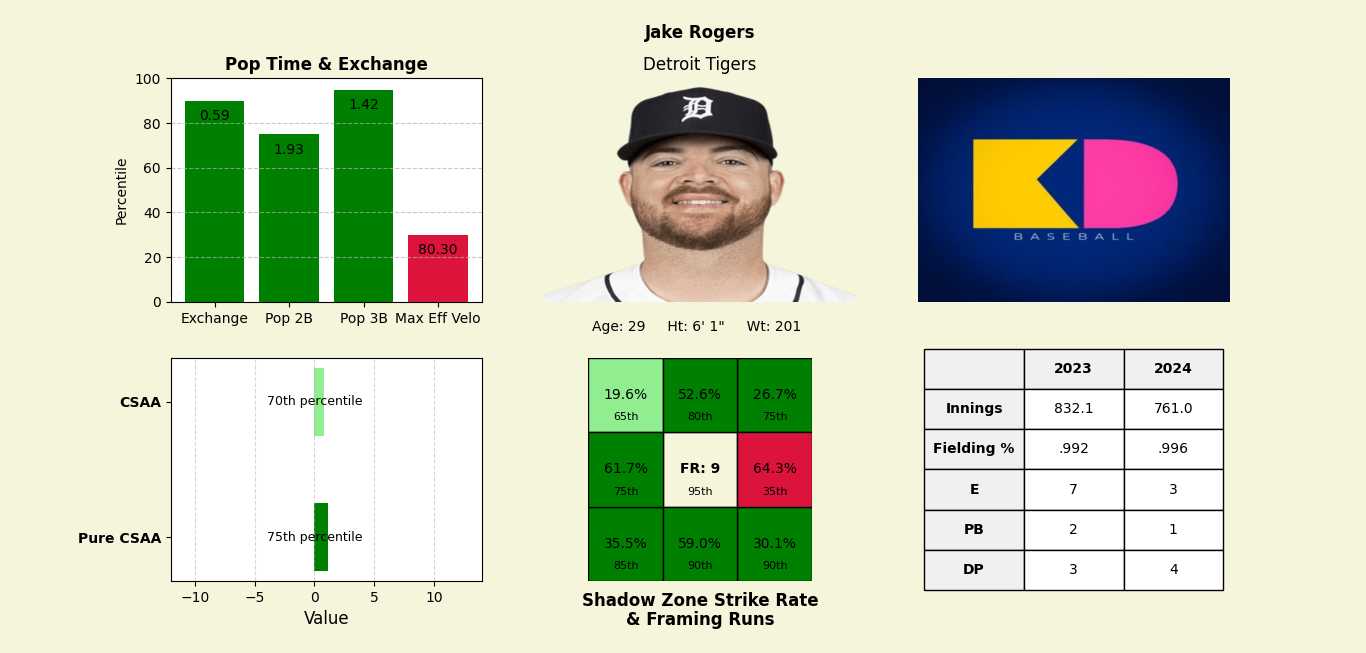 Jake Rogers
Pop Time & Exchange
Detroit Tigers
100
80
60
40
20
0
Percentile
0.59
1.93
1.42
80.30
Exchange Pop 2B Pop 3B Max Eff Velo
D
KD
BASEBALL
Age: 29 Ht: 6' 1" Wt: 201
CSAA
70th percentile
Pure CSAA
75th percentile
−10 −5 0 5 10
Value
19.6% 52.6% 26.7%
65th 80th 75th
61.7% FR: 9 64.3%
75th 95th 35th
35.5% 59.0% 30.1%
85th 90th 90th
Shadow Zone Strike Rate
& Framing Runs
2023 2024
Innings 832.1 761.0
Fielding % .992 .996
E 7 3
PB 2 1
DP 3 4